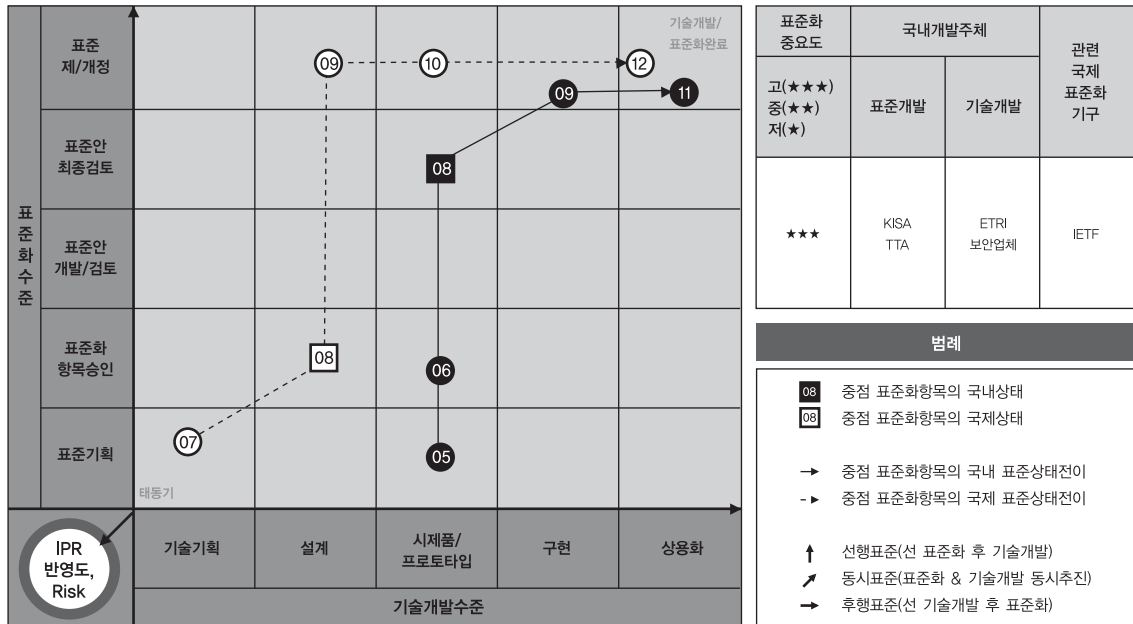 표준
제/개정
표준안
최종검토
표준안
개발/검토
표준화
항목승인
표준기획
표준화수준
기술개발/
표준화완료
09
10
12
09
11
08
08
06
07
05
태동기
IPR
반영도,
Risk
기술기획
설계
시제품/
프로토타입
구현
상용화
기술개발수준
표준화
중요도
국내개발주체
관련
국제
표준화
기구
고(★★★)
중(★★)
저(★)
표준개발
기술개발
★★★
KISA
TTA
ETRI
보안업체
IETF
범례
08 중점 표준화항목의 국내상태
08 중점 표준화항목의 국제상태
중점 표준화항목의 국내 표준상태전이
중점 표준화항목의 국제 표준상태전이
선행표준(선 표준화 후 기술개발)
동시표준(표준화 & 기술개발 동시추진)
후행표준(선 기술개발 후 표준화)